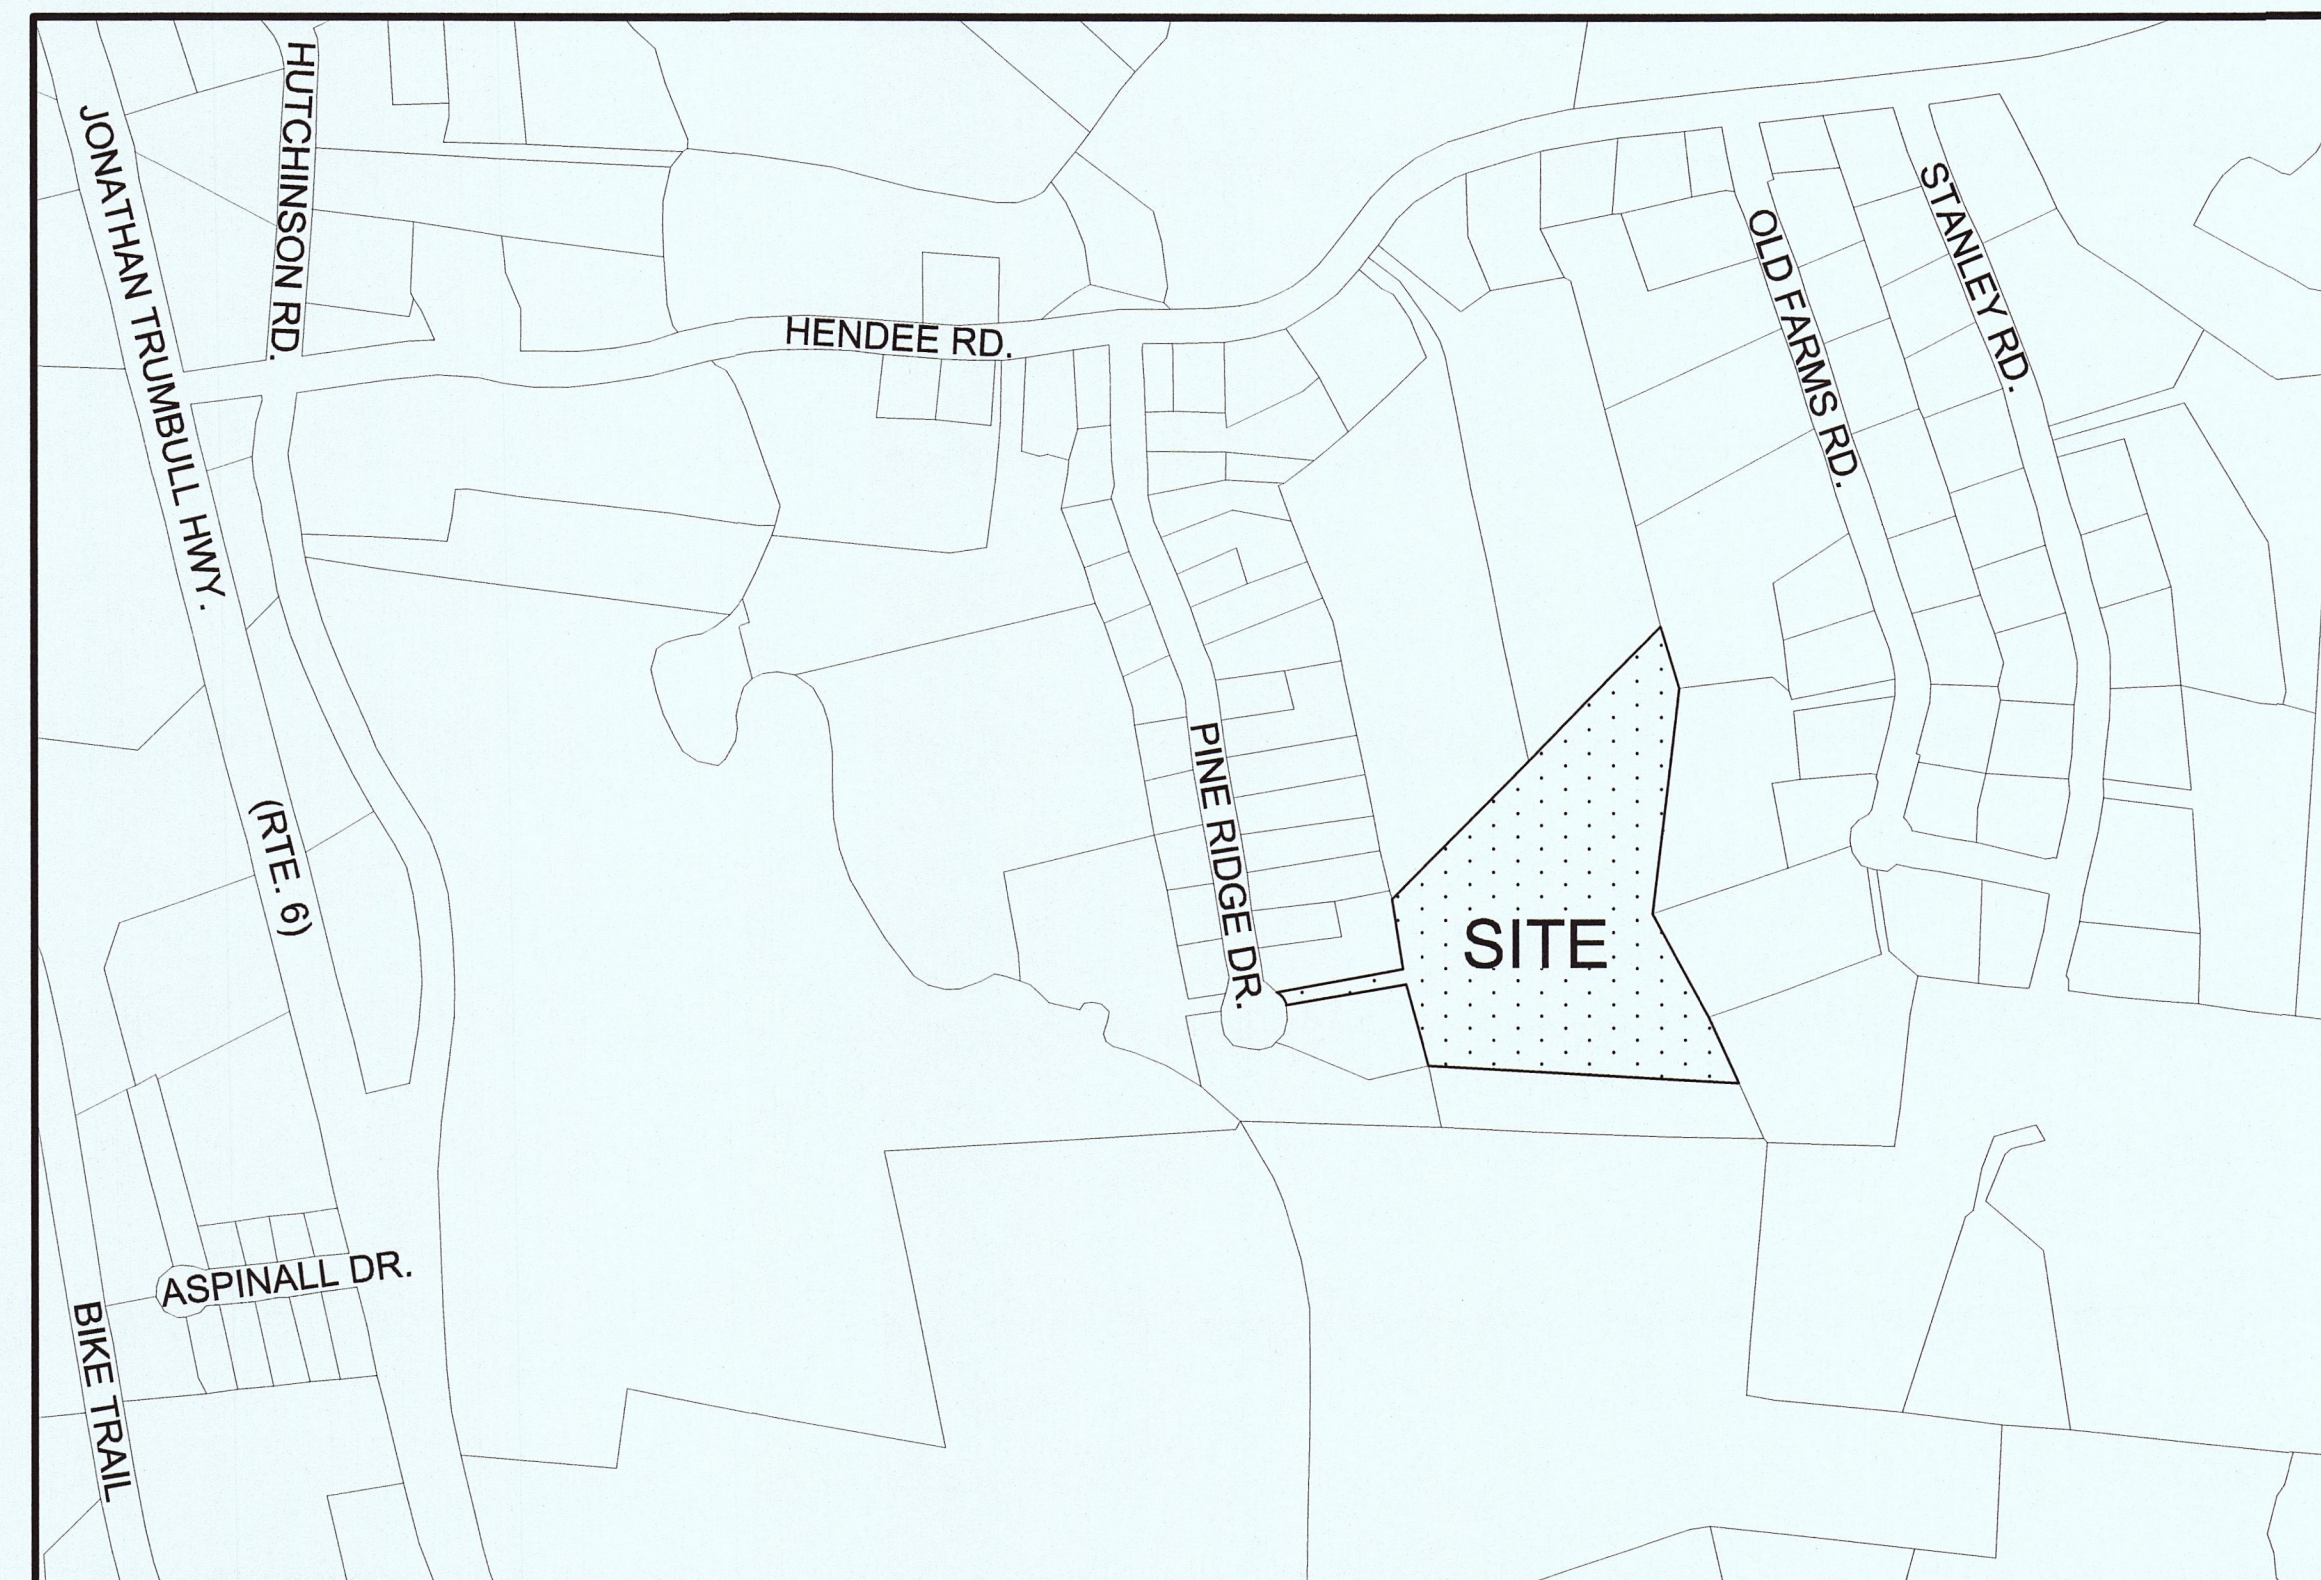 HUTCHINSON RD.
JONATHAN TRUMBULL HWY.
(RTE. 6)
HENDEE RD.
OLD FARMS RD.
STANLEY RD.
PINE RIDGE DR.
SITE
ASPINALL DR.
BIKE TRAIL